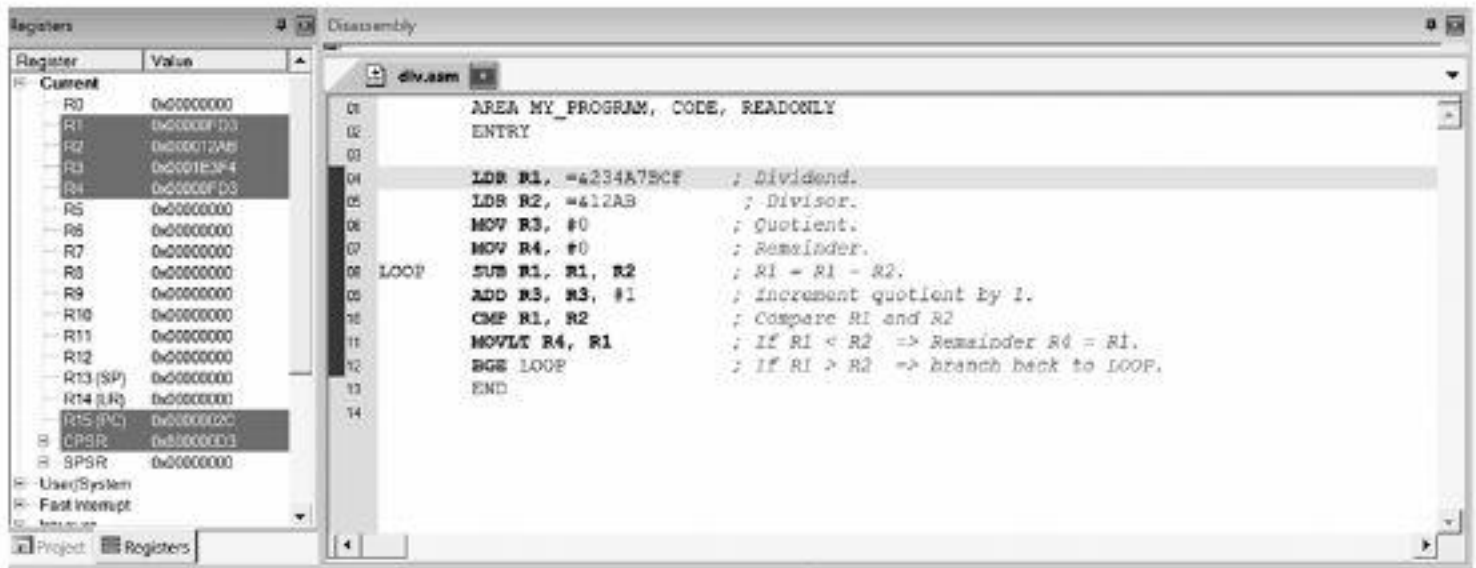 Registers
Register Value
Current
R0 0x00000000
R1 0x00000FD3
R2 0x000012AB
R3 0x0001E3F4
R4 0x00000FD3
R5 0x00000000
R6 0x00000000
R7 0x00000000
R8 0x00000000
R9 0x00000000
R10 0x00000000
R11 0x00000000
R12 0x00000000
R13 (SP) 0x00000000
R14 (LR) 0x00000000
R15 (PC) 0x0000002C
CPSR 0x800000D3
SPSR 0x00000000
User/System
Fast Interrupt
Project Registers
Disassembly
div.asm
01 AREA MY_PROGRAM, CODE, READONLY
02 ENTRY
03
04 LDR R1, =&234A7BCF ; Dividend.
05 LDR R2, =&12AB ; Divisor.
06 MOV R3, #0 ; Quotient.
07 MOV R4, #0 ; Remainder.
08 LOOP SUB R1, R1, R2 ; R1 = R1 - R2.
09 ADD R3, R3, #1 ; Increment quotient by 1.
10 CMP R1, R2 ; Compare R1 and R2
11 MOVLT R4, R1 ; If R1 < R2 => Remainder R4 = R1.
12 BGE LOOP ; If R1 > R2 => branch back to LOOP.
13 END
14